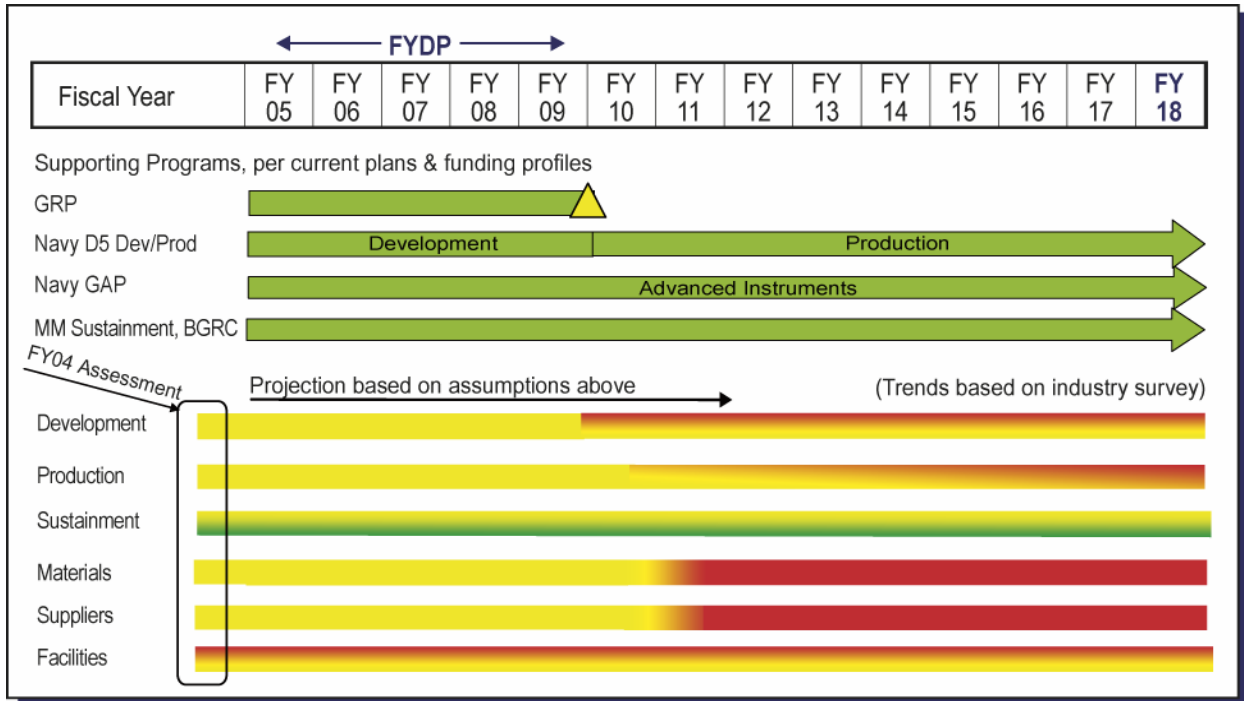 FYDP
Fiscal Year FY 05 FY 06 FY 07 FY 08 FY 09 FY 10 FY 11 FY 12 FY 13 FY 14 FY 15 FY 16 FY 17 FY 18
Supporting Programs, per current plans & funding profiles
GRP
Navy D5 Dev/Prod Development Production
Navy GAP Advanced Instruments
MM Sustainment, BGRC
FY04 Assessment
Projection based on assumptions above (Trends based on industry survey)
Development
Production
Sustainment
Materials
Suppliers
Facilities